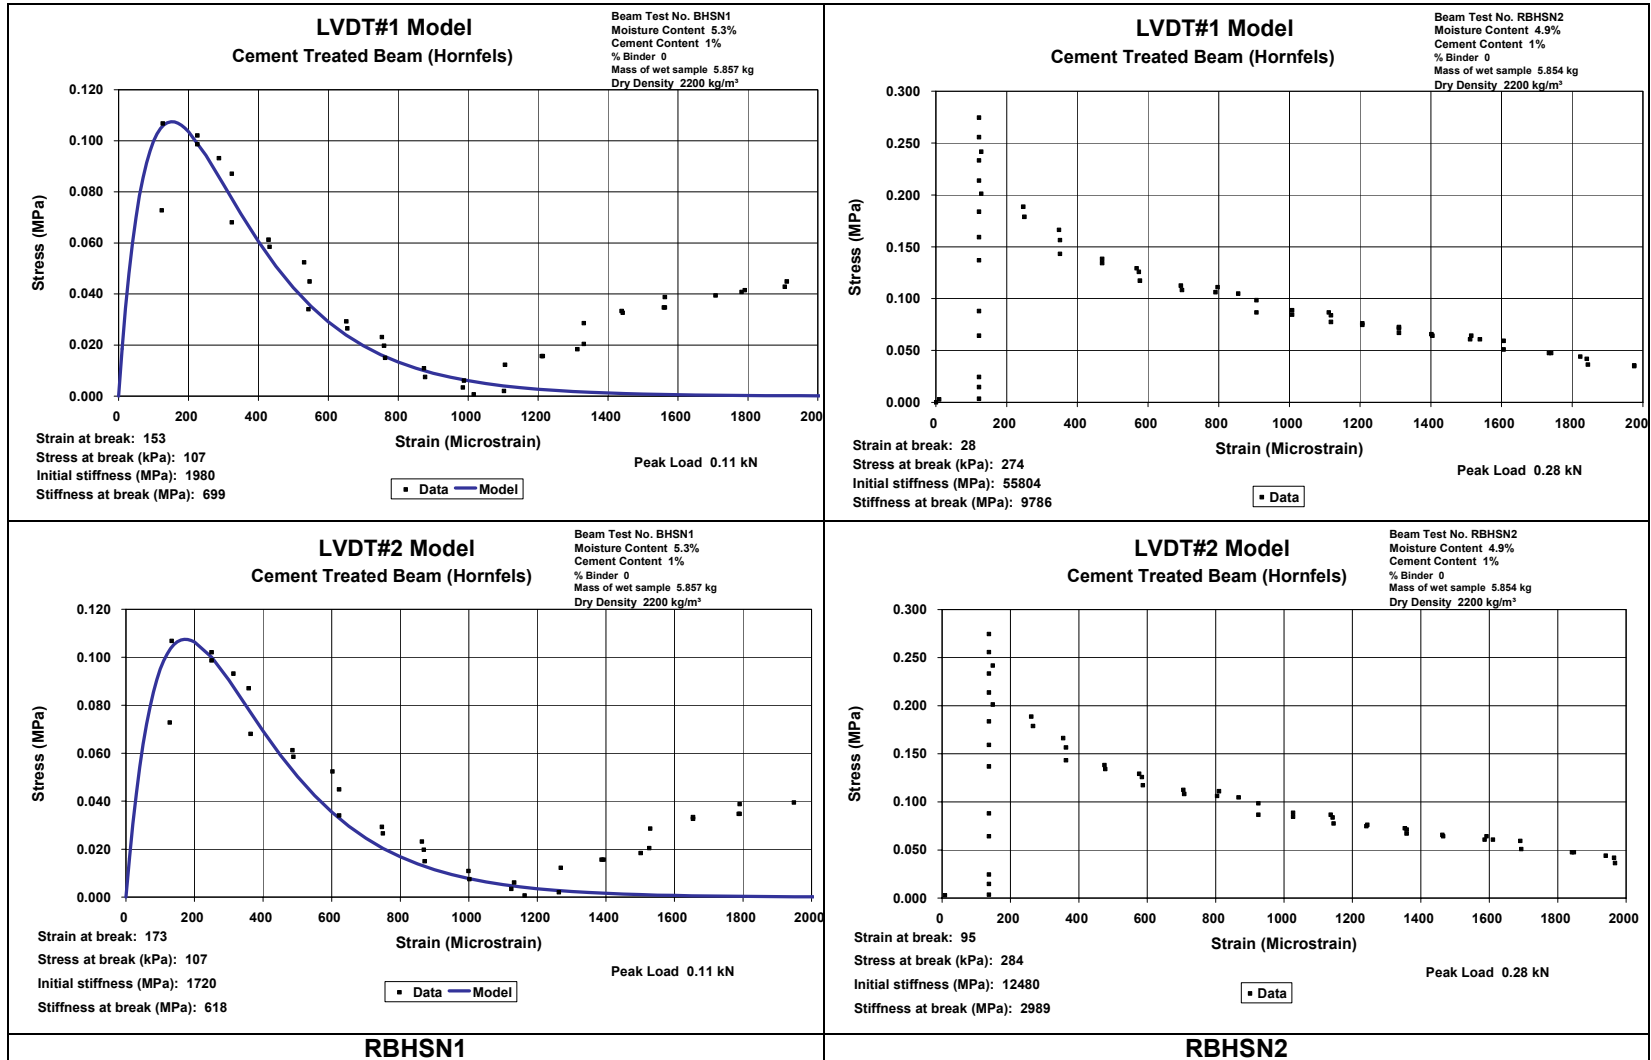 LVDT#1 Model
Cement Treated Beam (Hornfels)
Beam Test No. BHSN1
Moisture Content 5.3%
Cement Content 1%
% Binder 0
Mass of wet sample 5.857 kg
Dry Density 2200 kg/m³
0.120
0.100
0.080
0.060
0.040
0.020
0.000
Stress (MPa)
0 200 400 600 800 1000 1200 1400 1600 1800 2000
Strain (Microstrain)
Strain at break: 153
Stress at break (kPa): 107
Initial stiffness (MPa): 1980
Stiffness at break (MPa): 699
Peak Load 0.11 kN
Data Model
LVDT#1 Model
Cement Treated Beam (Hornfels)
Beam Test No. RBHSN2
Moisture Content 4.9%
Cement Content 1%
% Binder 0
Mass of wet sample 5.854 kg
Dry Density 2200 kg/m³
0.300
0.250
0.200
0.150
0.100
0.050
0.000
Stress (MPa)
0 200 400 600 800 1000 1200 1400 1600 1800 2000
Strain (Microstrain)
Strain at break: 28
Stress at break (kPa): 274
Initial stiffness (MPa): 55804
Stiffness at break (MPa): 9786
Peak Load 0.28 kN
Data
LVDT#2 Model
Cement Treated Beam (Hornfels)
Beam Test No. BHSN1
Moisture Content 5.3%
Cement Content 1%
% Binder 0
Mass of wet sample 5.857 kg
Dry Density 2200 kg/m³
0.120
0.100
0.080
0.060
0.040
0.020
0.000
Stress (MPa)
0 200 400 600 800 1000 1200 1400 1600 1800 2000
Strain (Microstrain)
Strain at break: 173
Stress at break (kPa): 107
Initial stiffness (MPa): 1720
Stiffness at break (MPa): 618
Peak Load 0.11 kN
Data Model
LVDT#2 Model
Cement Treated Beam (Hornfels)
Beam Test No. RBHSN2
Moisture Content 4.9%
Cement Content 1%
% Binder 0
Mass of wet sample 5.854 kg
Dry Density 2200 kg/m³
0.300
0.250
0.200
0.150
0.100
0.050
0.000
Stress (MPa)
0 200 400 600 800 1000 1200 1400 1600 1800 2000
Strain (Microstrain)
Strain at break: 95
Stress at break (kPa): 284
Initial stiffness (MPa): 12480
Stiffness at break (MPa): 2989
Peak Load 0.28 kN
Data
RBHSN1
RBHSN2